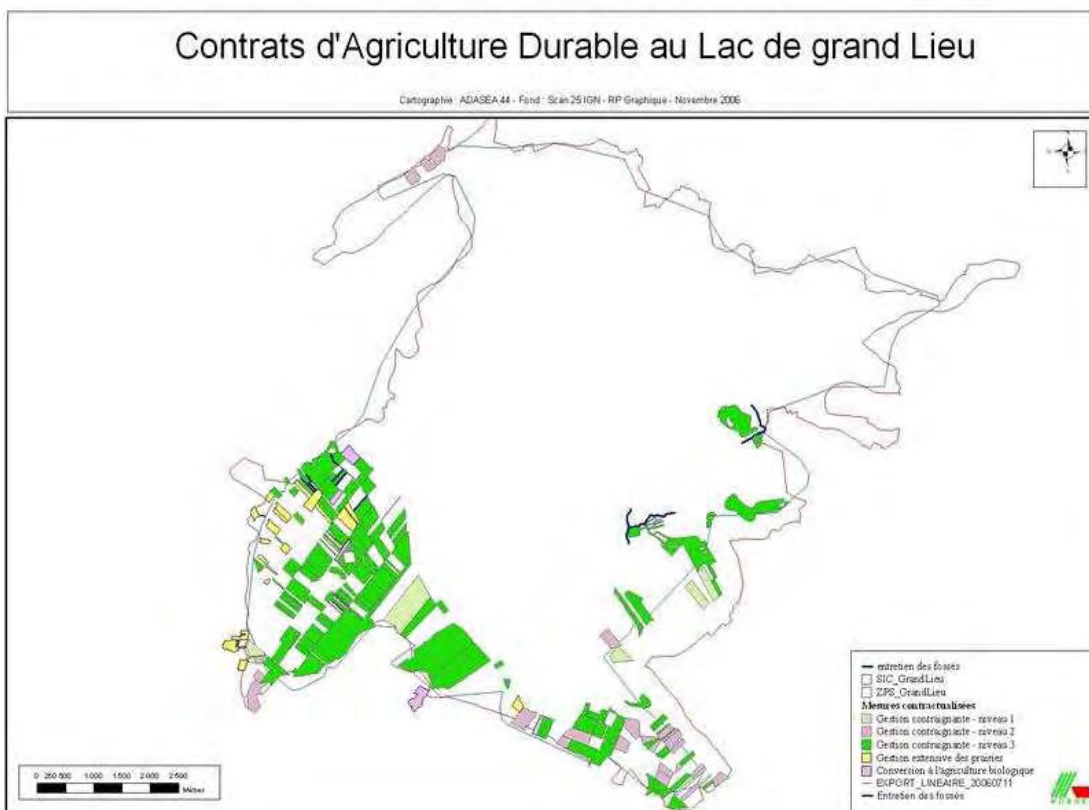 Contrats d'Agriculture Durable au Lac de grand Lieu
Cartographie : ADASEA 44 - Fond : Scan 25 IGN - RP Graphique - Novembre 2006
entretien des fossés
SIC_GrandLieu
ZPS_GrandLieu
Mesures contractualisées
Gestion contraignante - niveau 1
Gestion contraignante - niveau 2
Gestion contraignante - niveau 3
Gestion extensive des prairies
Conversion à l'agriculture biologique
EXPORT_LINEAIRE_20060711
Entretien des fossés
0 250 500 1 000 1 500 2 000 2 500
Mètres